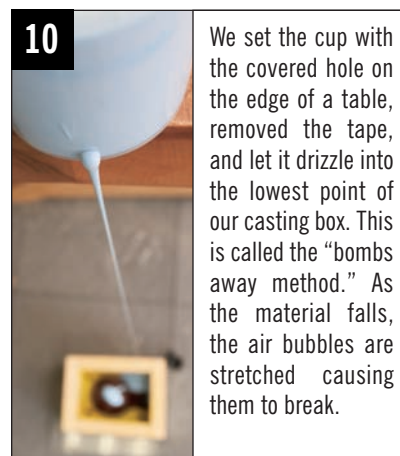 10
We set the cup with
the covered hole on
the edge of a table,
removed the tape,
and let it drizzle into
the lowest point of
our casting box. This
is called the “bombs
away method.” As
the material falls,
the air bubbles are
stretched causing
them to break.